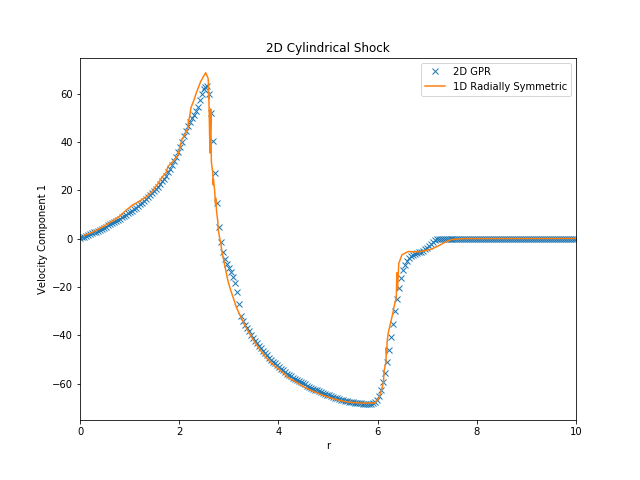 2D Cylindrical Shock
2D GPR
1D Radially Symmetric
Velocity Component 1
60
40
20
0
−20
−40
−60
0 2 4 6 8 10
r